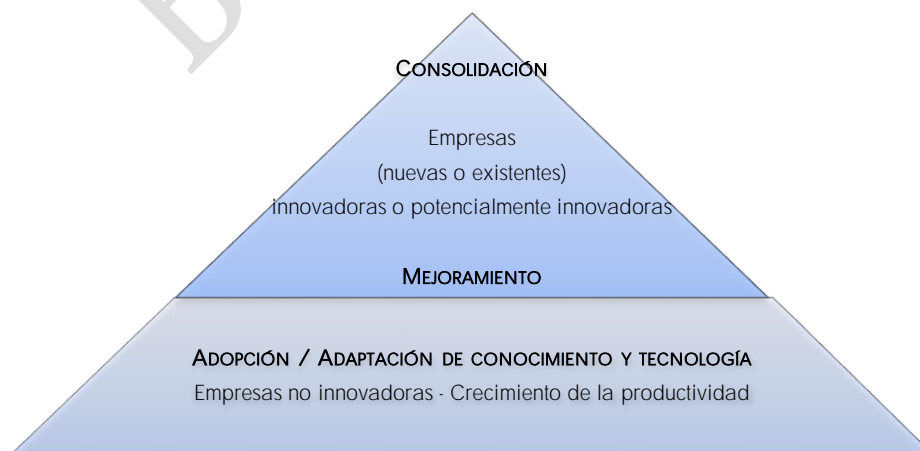 CONSOLIDACIÓN
Empresas
(nuevas o existentes)
innovadoras o potencialmente innovadoras
MEJORAMIENTO
ADOPCIÓN / ADAPTACIÓN DE CONOCIMIENTO Y TECNOLOGÍA
Empresas no innovadoras - Crecimiento de la productividad